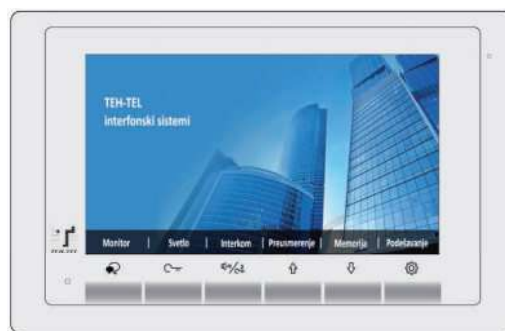 TEH-TEL
interfonski sistemi
Monitor | Svetlo | Interkom | Preusmerenje | Memorija | Podešavanje